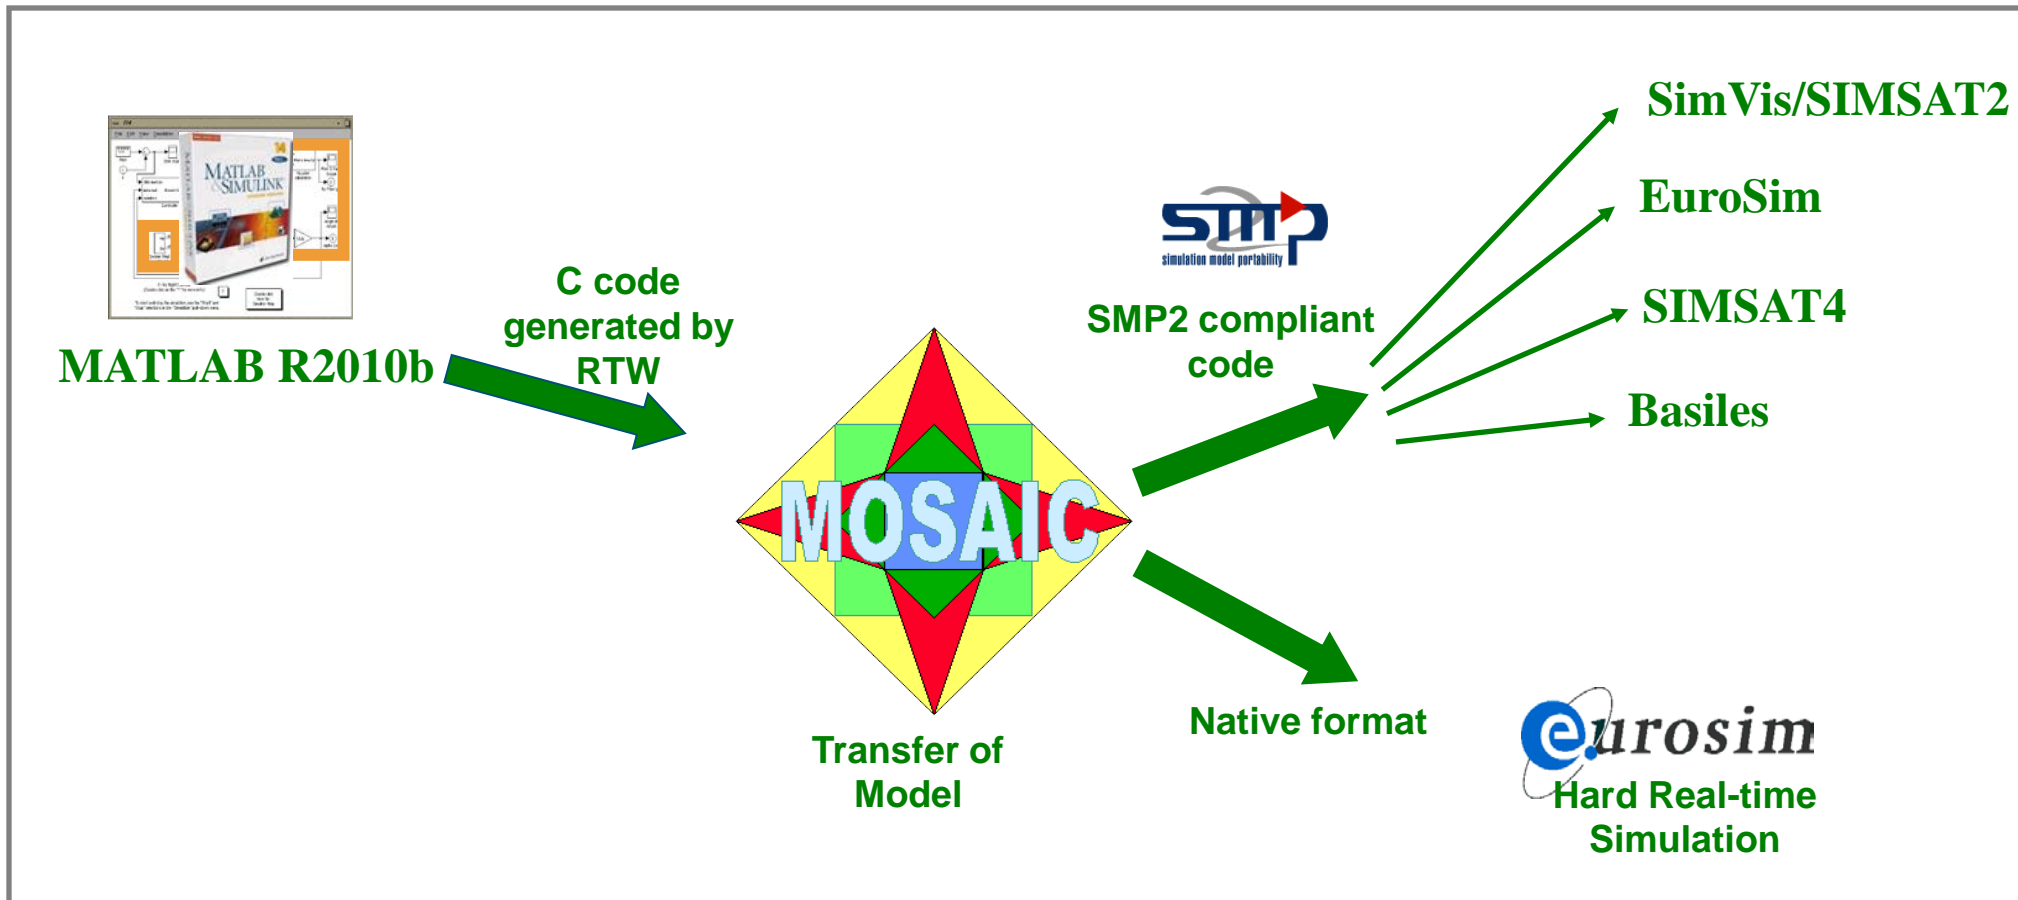 MATLAB
&SIMULINK
MATLAB R2010b
C code
generated by
RTW
MOSAIC
Transfer of
Model
smp
simulation model portability
SMP2 compliant
code
SimVis/SIMSAT2
EuroSim
SIMSAT4
Basiles
Native format
eurosim
Hard Real-time
Simulation